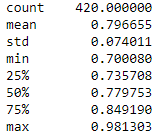 count    420.000000
mean       0.796655
std        0.074011
min        0.700080
25%        0.735708
50%        0.779753
75%        0.849190
max        0.981303